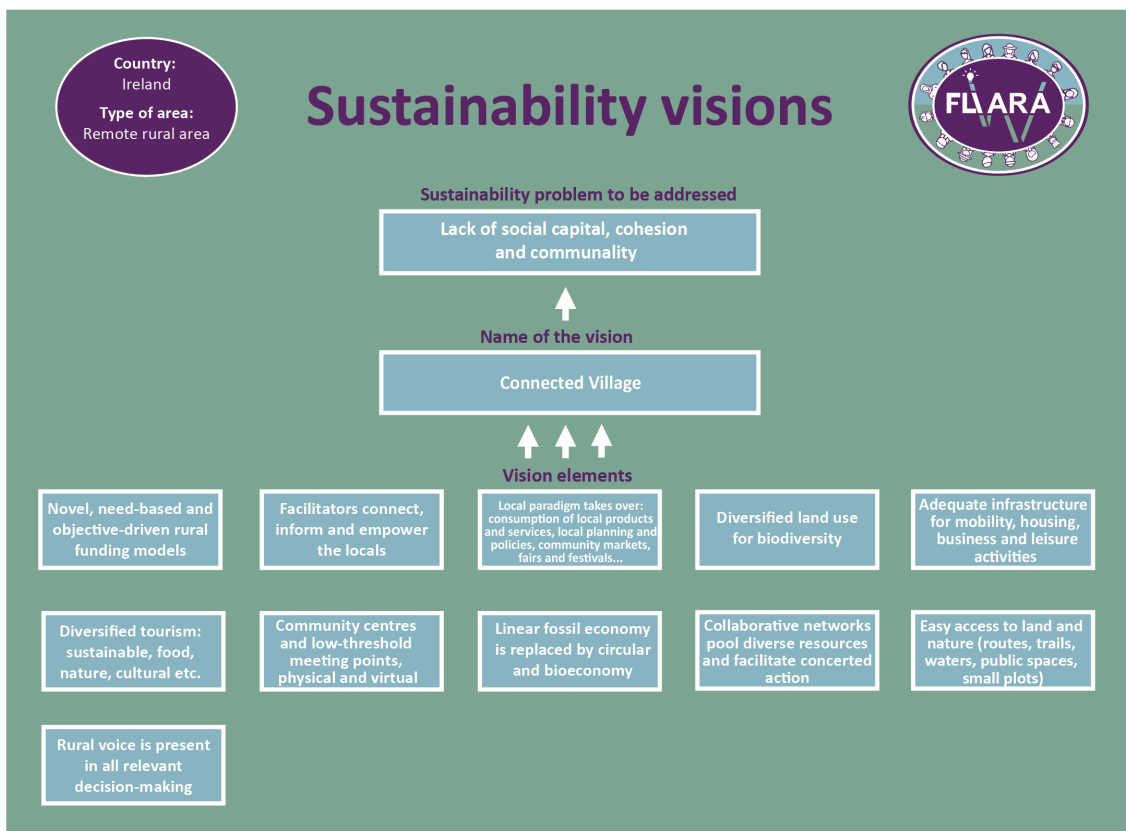 Country:
Ireland
Type of area:
Remote rural area
Sustainability visions
FLIARA
Sustainability problem to be addressed
Lack of social capital, cohesion
and communality
Name of the vision
Connected Village
Vision elements
Novel, need-based and
objective-driven rural
funding models
Facilitators connect,
inform and empower
the locals
Local paradigm takes over:
consumption of local products
and services, local planning and
policies, community markets,
fairs and festivals...
Diversified land use
for biodiversity
Adequate infrastructure
for mobility, housing,
business and leisure
activities
Diversified tourism:
sustainable, food,
nature, cultural etc.
Community centres
and low-threshold
meeting points,
physical and virtual
Linear fossil economy
is replaced by circular
and bioeconomy
Collaborative networks
pool diverse resources
and facilitate concerted
action
Easy access to land and
nature (routes, trails,
waters, public spaces,
small plots)
Rural voice is present
in all relevant
decision-making